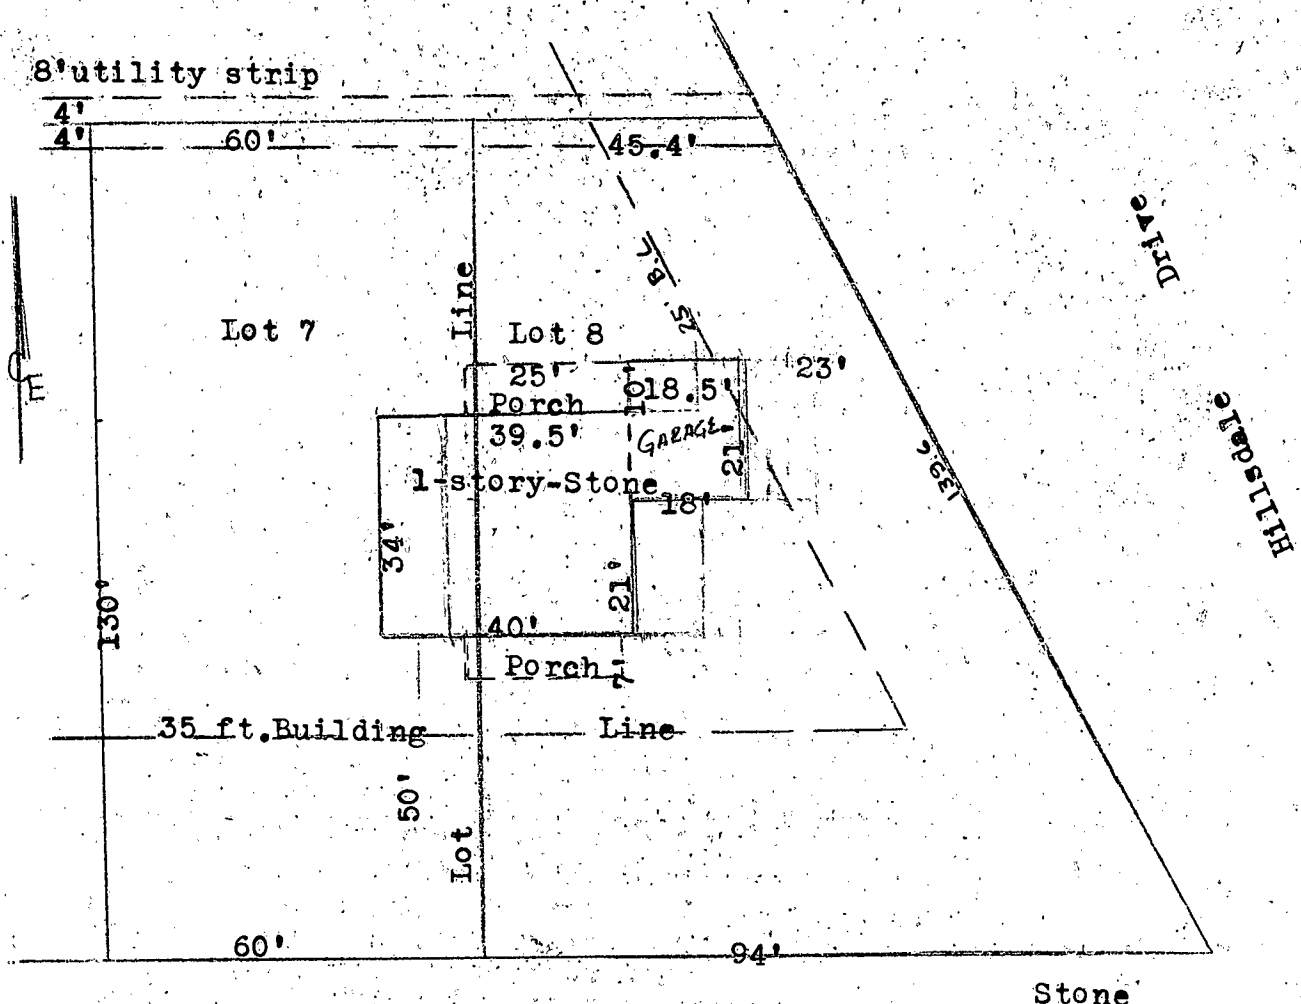 8'utility strip
4'
4'
60'
45.4'
Drive
25' B.L
Line
Lot 7
Lot 8
25'
10'
18.5'
23'
Porch
39.5'
GARAGE
21'
1-story-Stone
18'
139.6
Hillsdale
34'
21'
130'
40'
Porch
7'
35 ft.Building Line
50'
Lot
60'
94'
Stone